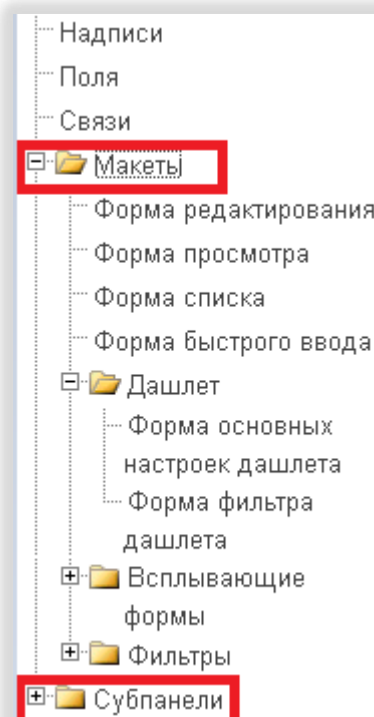 Надписи
Поля
Связи
Макеты
Форма редактирования
Форма просмотра
Форма списка
Форма быстрого ввода
Дашлет
Форма основных
настроек дашлета
Форма фильтра
дашлета
Всплывающие
формы
Фильтры
Субпанели